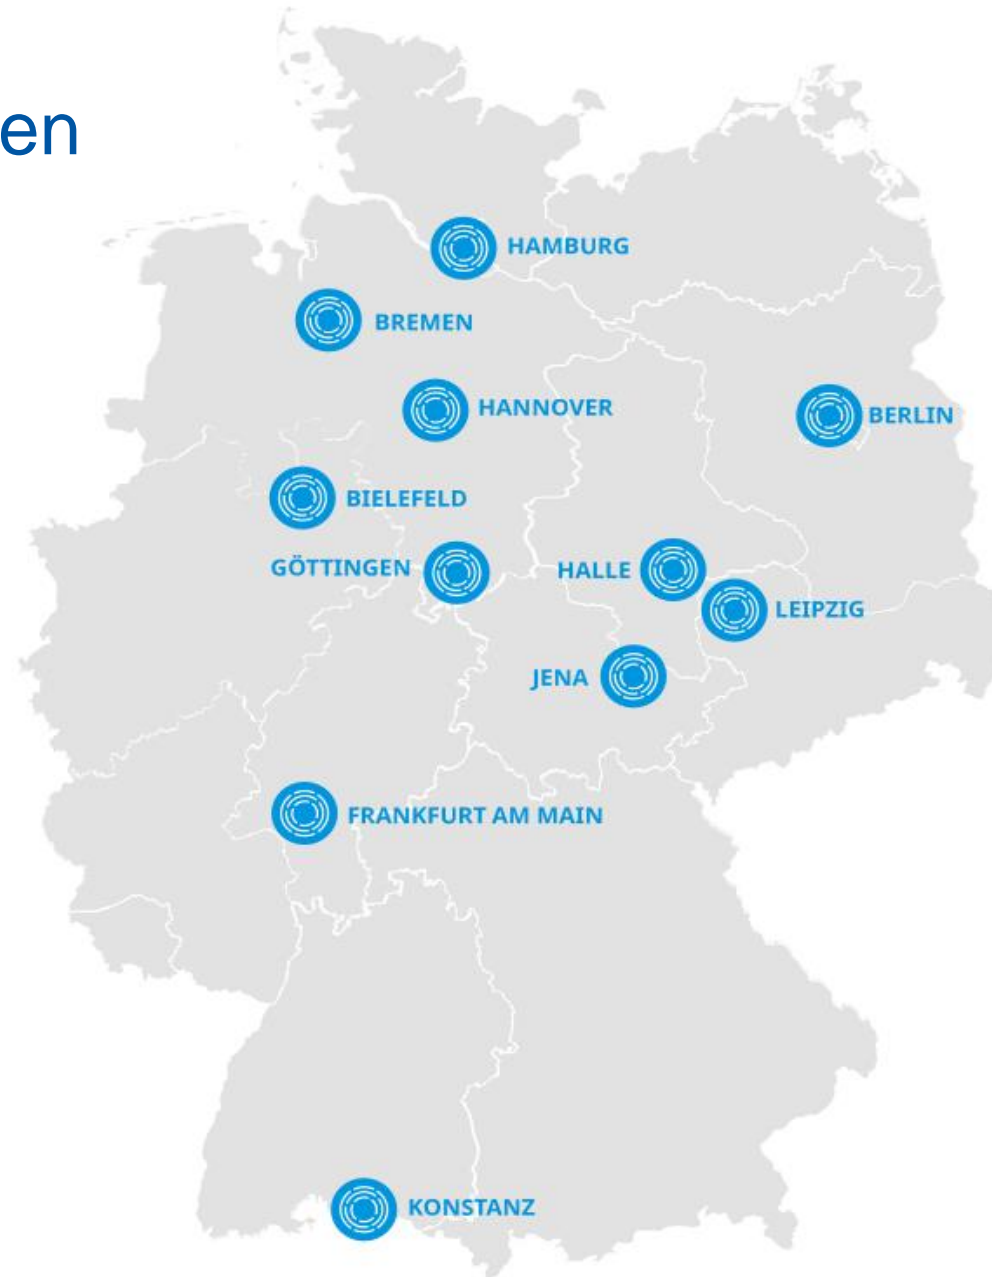 en
HAMBURG
BREMEN
HANNOVER
BERLIN
BIELEFELD
GÖTTINGEN
HALLE
LEIPZIG
JENA
FRANKFURT AM MAIN
KONSTANZ